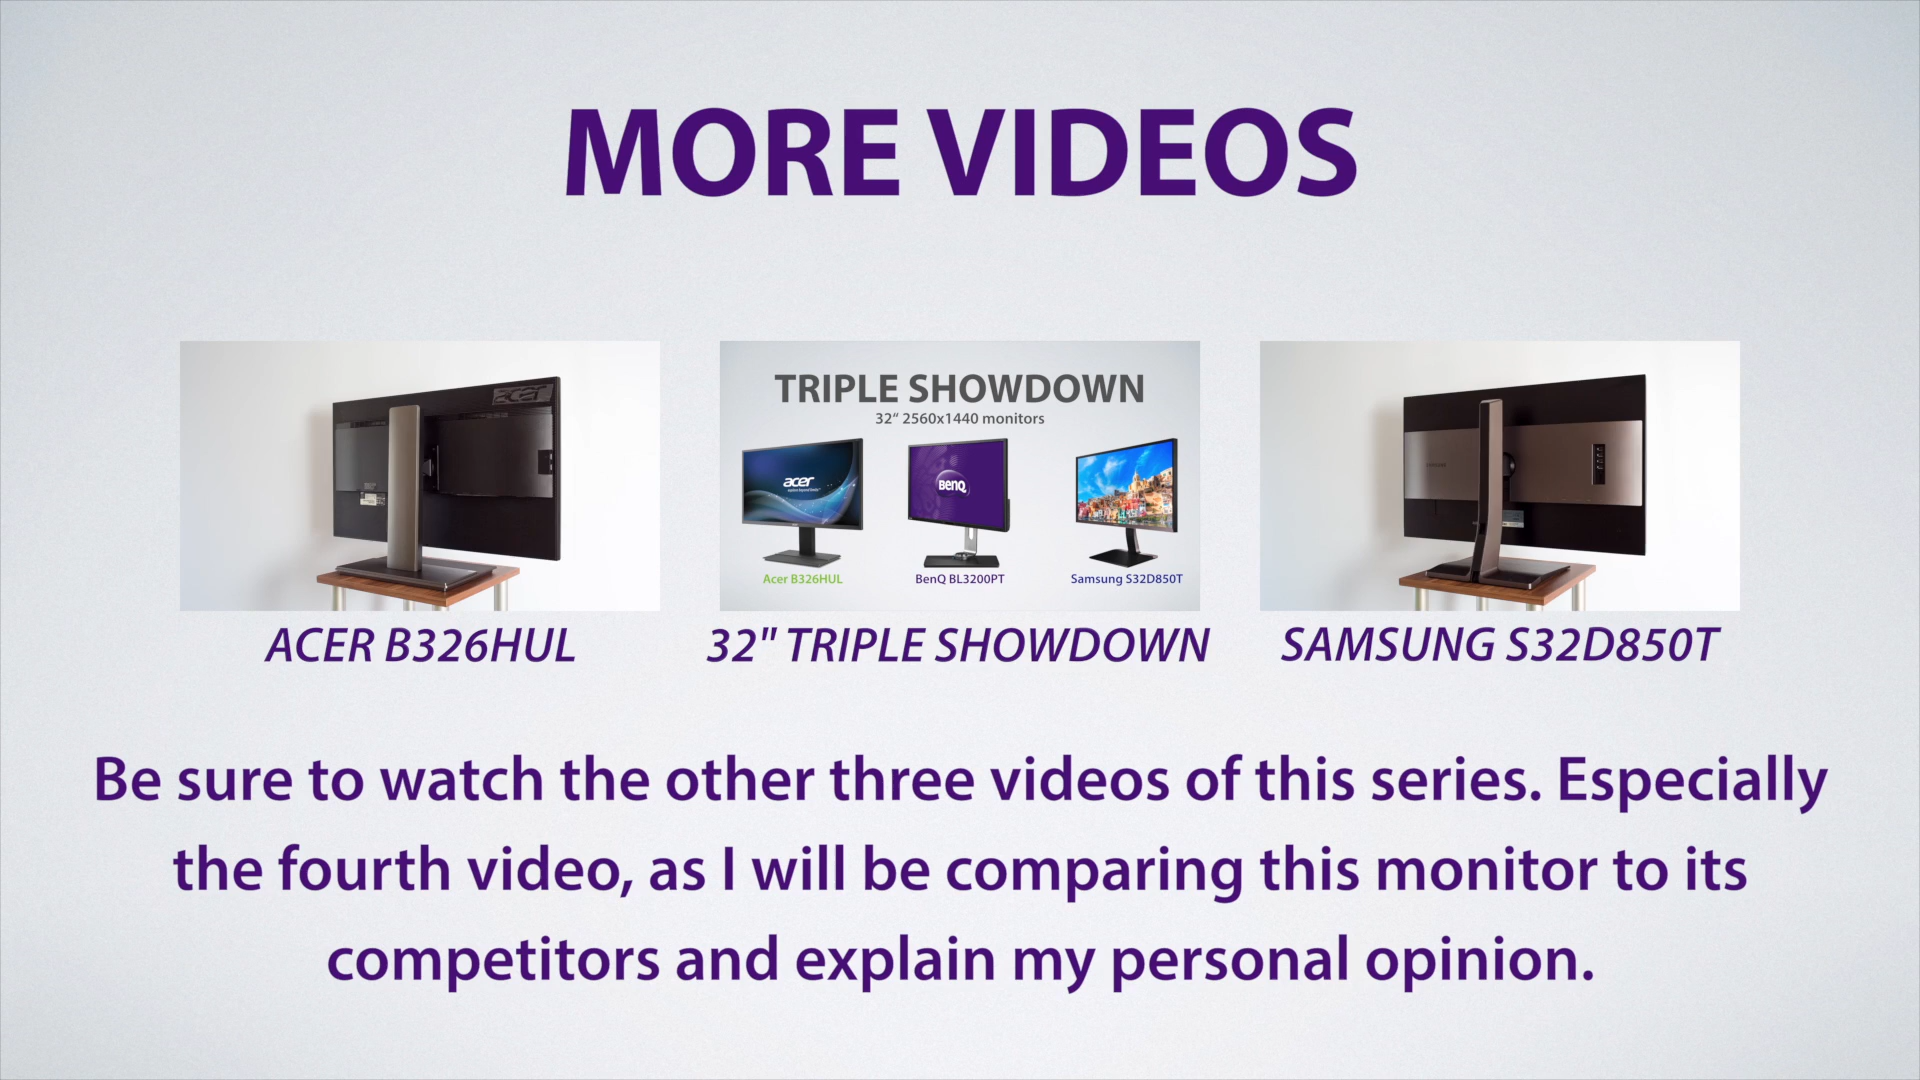 MORE VIDEOS
acer
TRIPLE SHOWDOWN
32“ 2560x1440 monitors
acer
BenQ
Acer B326HUL
BenQ BL3200PT
Samsung S32D850T
SAMSUNG
ACER B326HUL
32" TRIPLE SHOWDOWN
SAMSUNG S32D850T
Be sure to watch the other three videos of this series. Especially
the fourth video, as I will be comparing this monitor to its
competitors and explain my personal opinion.